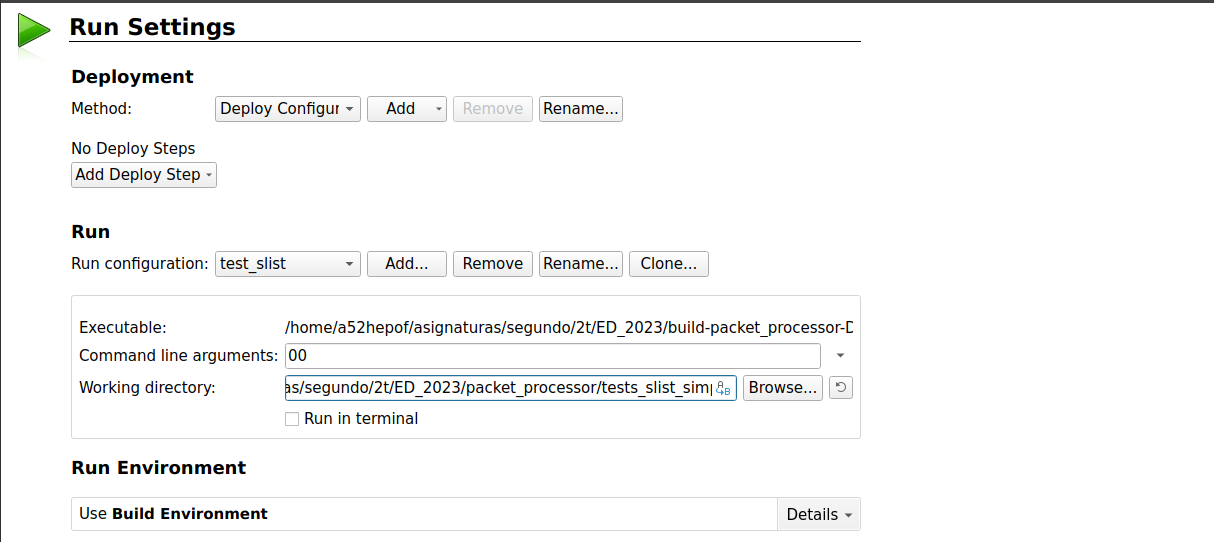 Run Settings
Deployment
Method: Deploy Configur Add Remove Rename...
No Deploy Steps
Add Deploy Step
Run
Run configuration: test_slist Add... Remove Rename... Clone...
Executable: /home/a52hepof/asignaturas/segundo/2t/ED_2023/build-packet_processor-D
Command line arguments: 00
Working directory: as/segundo/2t/ED_2023/packet_processor/tests_slist_simp Browse...
Run in terminal
Run Environment
Use Build Environment Details